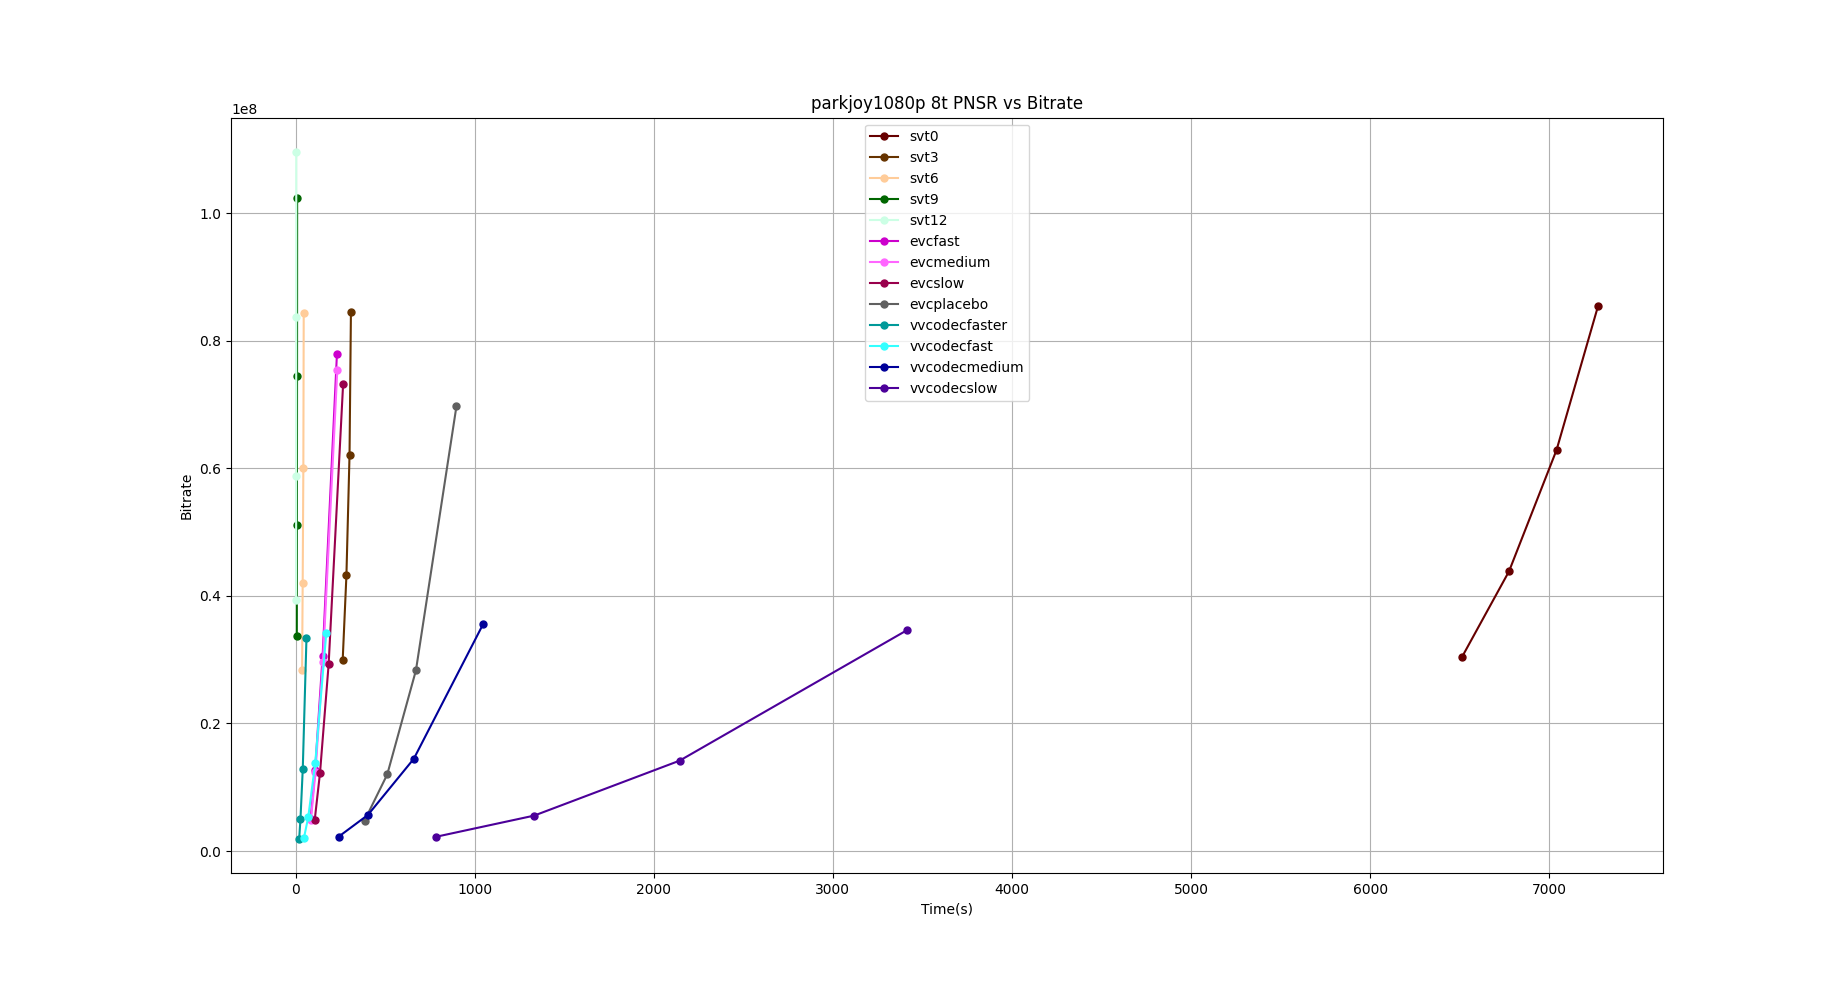 parkjoy1080p 8t PNSR vs Bitrate
1e8
svt0
svt3
svt6
svt9
svt12
evcfast
evcmedium
evcslow
evcplacebo
vvcodecfaster
vvcodecfast
vvcodecmedium
vvcodecslow
1.0
0.8
0.6
0.4
0.2
0.0
Bitrate
0 1000 2000 3000 4000 5000 6000 7000
Time(s)